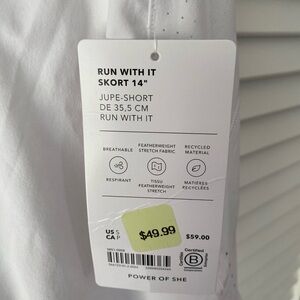 RUN WITH IT
SKORT 14"
JUPE-SHORT
DE 35,5 CM
RUN WITH IT
BREATHABLE
FEATHERWEIGHT
STRETCH FABRIC
RECYCLED
MATERIAL
RESPIRANT
TISSU
FEATHERWEIGHT
STRETCH
MATIÈRES
RECYCLÉES
US S
CA P
$49.99
$59.00
Certified
B
Corporation
POWER OF SHE